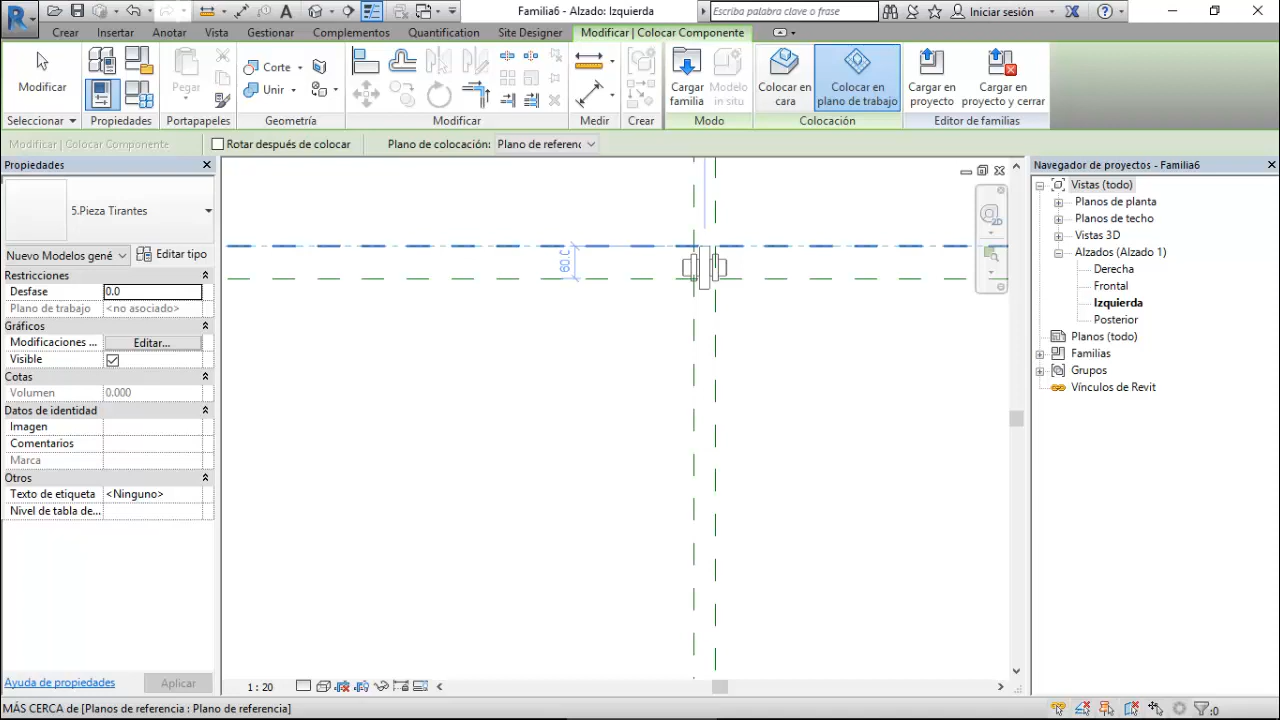 Familia6 - Alzado: Izquierda
Escriba palabra clave o frase
Iniciar sesión
Crear
Insertar
Anotar
Vista
Gestionar
Complementos
Quantification
Site Designer
Modificar | Colocar Componente
Modificar
Pegar
Corte
Unir
Cargar familia
Modelo in situ
Colocar en cara
Colocar en plano de trabajo
Cargar en proyecto
Cargar en proyecto y cerrar
Seleccionar
Propiedades
Portapapeles
Geometría
Modificar
Medir
Crear
Modo
Colocación
Editor de familias
Modificar | Colocar Componente
Rotar después de colocar
Plano de colocación:
Plano de referenc
Propiedades
5.Pieza Tirantes
Nuevo Modelos gené
Editar tipo
Restricciones
Desfase 0.0
Plano de trabajo <no asociado>
Gráficos
Modificaciones ... Editar...
Visible
Cotas
Volumen 0.000
Datos de identidad
Imagen
Comentarios
Marca
Otros
Texto de etiqueta <Ninguno>
Nivel de tabla de...
Ayuda de propiedades
Aplicar
60.0
2D
Navegador de proyectos - Familia6
Vistas (todo)
Planos de planta
Planos de techo
Vistas 3D
Alzados (Alzado 1)
Derecha
Frontal
Izquierda
Posterior
Planos (todo)
Familias
Grupos
Vínculos de Revit
1 : 20
MÁS CERCA de [Planos de referencia : Plano de referencia]
:0